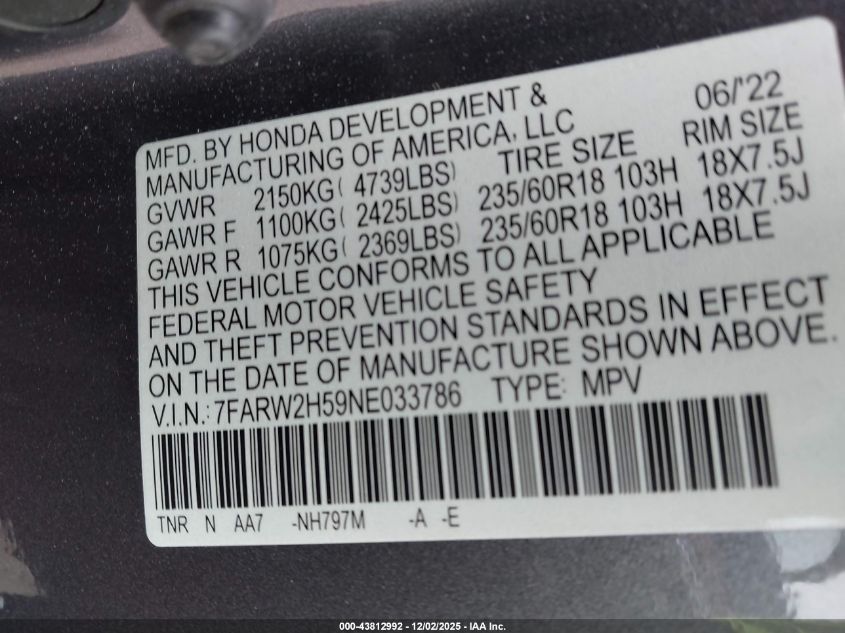 MFD. BY HONDA DEVELOPMENT & 06/'22
MANUFACTURING OF AMERICA, LLC
TIRE SIZE RIM SIZE
GVWR 2150KG( 4739LBS)
GAWR F 1100KG( 2425LBS) 235/60R18 103H 18X7.5J
GAWR R 1075KG( 2369LBS) 235/60R18 103H 18X7.5J
THIS VEHICLE CONFORMS TO ALL APPLICABLE
FEDERAL MOTOR VEHICLE SAFETY
AND THEFT PREVENTION STANDARDS IN EFFECT
ON THE DATE OF MANUFACTURE SHOWN ABOVE.
V.I.N.: 7FARW2H59NE033786 TYPE: MPV
TNR N AA7 -NH797M -A -E
000-43812992 - 12/02/2025 - IAA Inc.